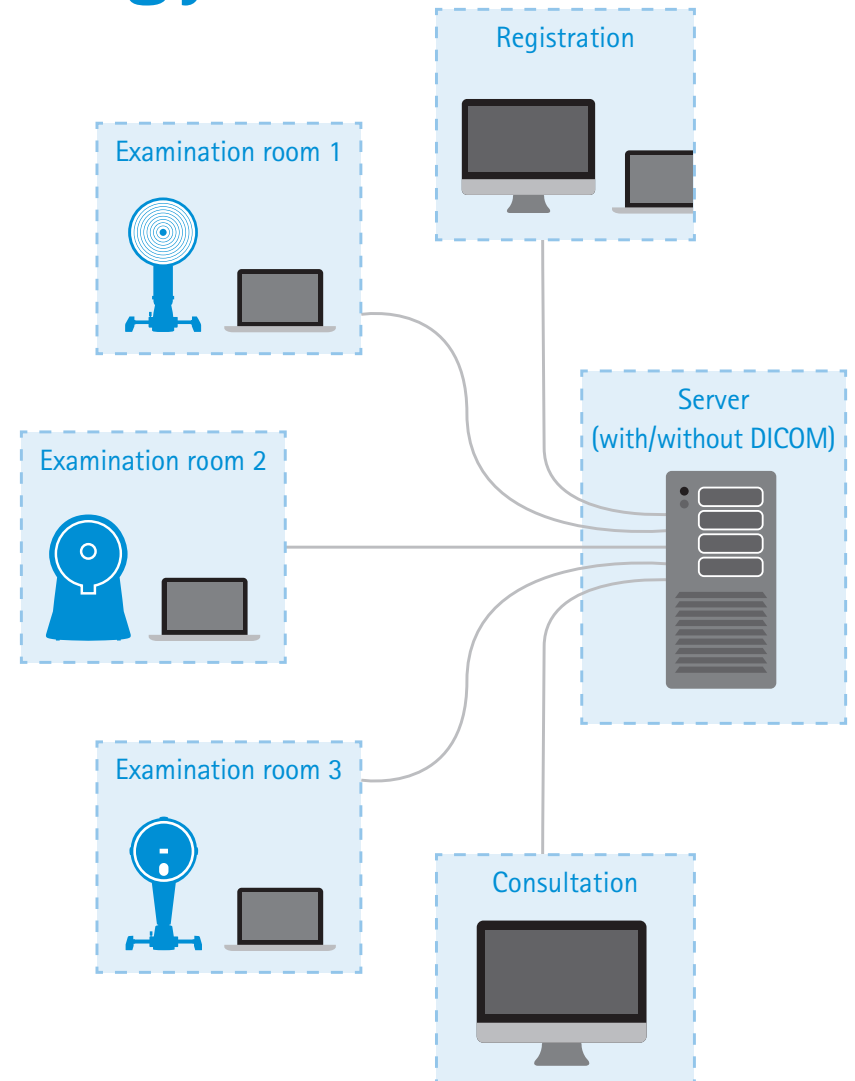 Registration
Examination room 1
Server
(with/without DICOM)
Examination room 2
Examination room 3
Consultation